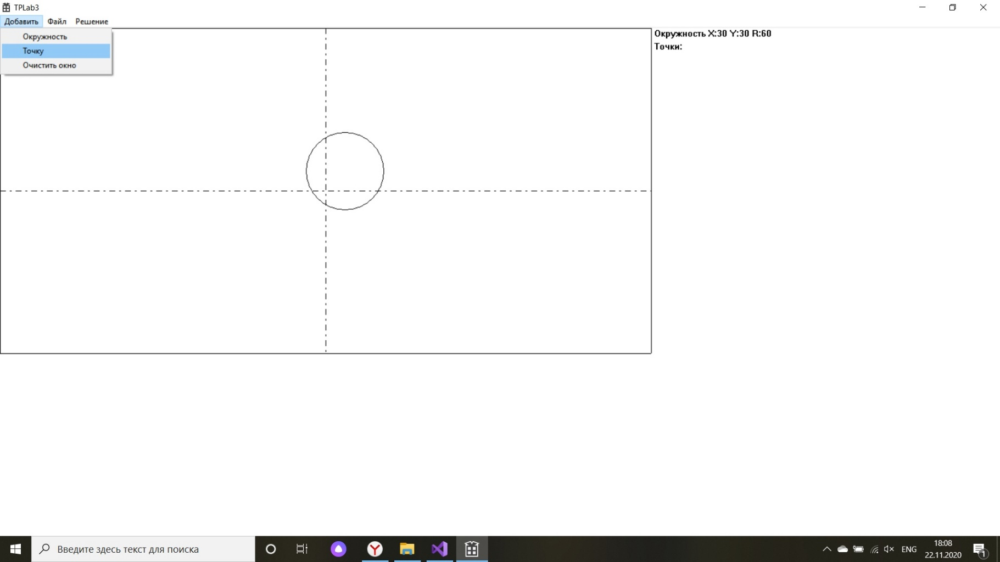 TPLab3
Добавить Файл Решение
Окружность
Точку
Очистить окно
Окружность X:30 Y:30 R:60
Точки:
Введите здесь текст для поиска
ENG
18:08
22.11.2020
1